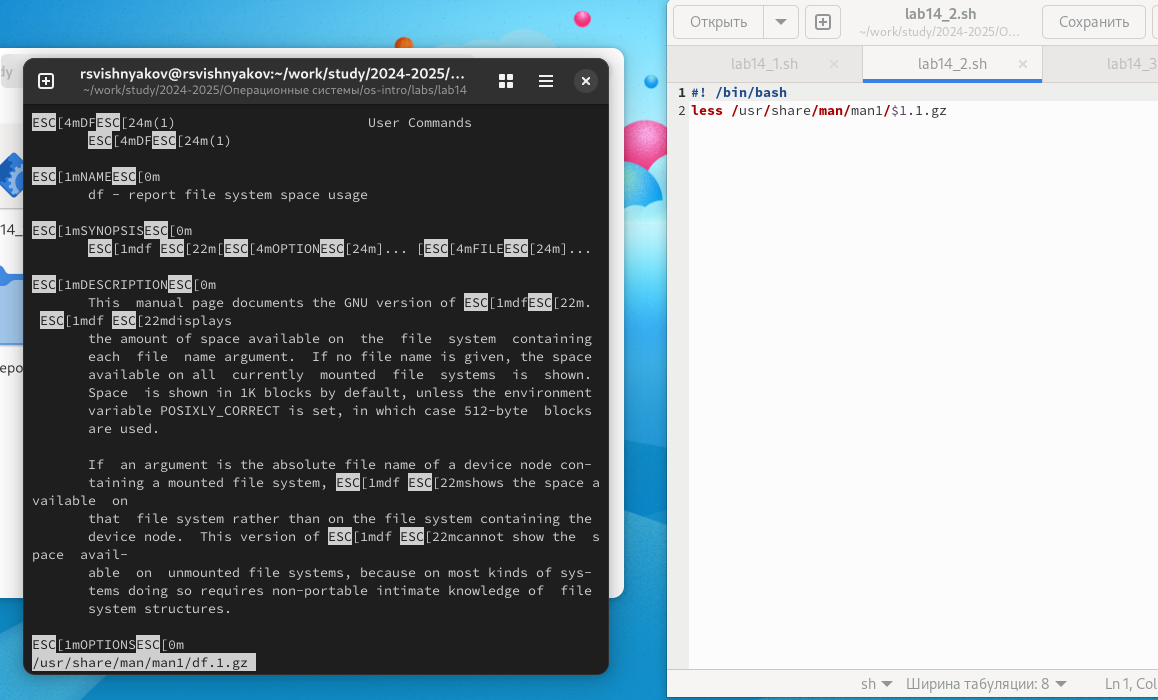 rsvishnyakov@rsvishnyakov:~/work/study/2024-2025/...
~/work/study/2024-2025/Операционные системы/os-intro/labs/lab14
ESC[4mDFESC[24m(1) User Commands
ESC[4mDFESC[24m(1)
ESC[1mNAMEESC[0m
df - report file system space usage
ESC[1mSYNOPSISESC[0m
ESC[1mdf ESC[22m[ESC[4mOPTIONESC[24m]... [ESC[4mFILEESC[24m]...
ESC[1mDESCRIPTIONESC[0m
This  manual page documents the GNU version of ESC[1mdfESC[22m.
ESC[1mdf ESC[22mdisplays
the amount of space available on  the  file  system  containing
each  file  name argument.  If no file name is given, the space
available on all  currently  mounted  file  systems  is  shown.
Space  is shown in 1K blocks by default, unless the environment
variable POSIXLY_CORRECT is set, in which case 512-byte  blocks
are used.
If  an argument is the absolute file name of a device node con-
taining a mounted file system, ESC[1mdf ESC[22mshows the space a
vailable  on
that  file system rather than on the file system containing the
device node.  This version of ESC[1mdf ESC[22mcannot show the  s
pace  avail-
able  on  unmounted file systems, because on most kinds of sys-
tems doing so requires non-portable intimate knowledge of  file
system structures.
ESC[1mOPTIONSESC[0m
/usr/share/man/man1/df.1.gz
Открыть
lab14_2.sh
~/work/study/2024-2025/О...
Сохранить
lab14_1.sh
lab14_2.sh
lab14_3
1 #! /bin/bash
2 less /usr/share/man/man1/$1.1.gz
sh
Ширина табуляции: 8
Ln 1, Col